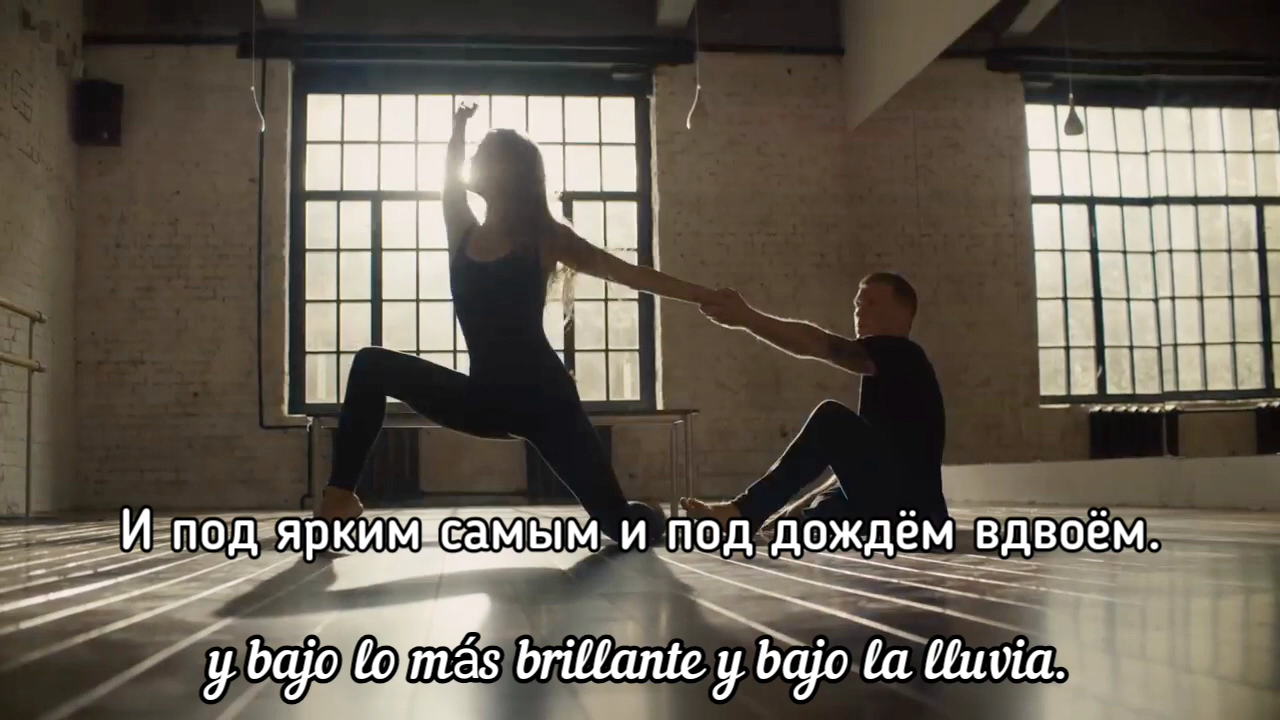 И под ярким самым и под дождём вдвоём.
y bajo lo más brillante y bajo la lluvia.